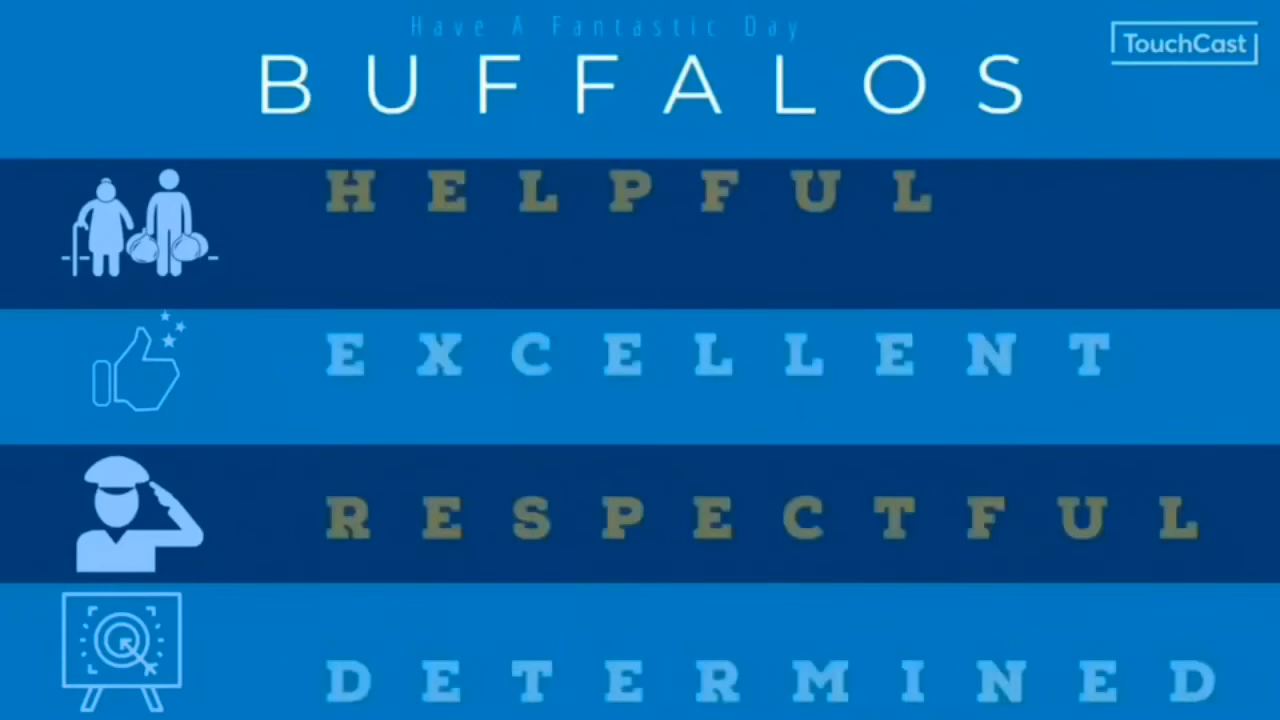 Have A Fantastic Day
TouchCast
BUFFALOS
HELPFUL
EXCELLENT
RESPECTFUL
DETERMINED